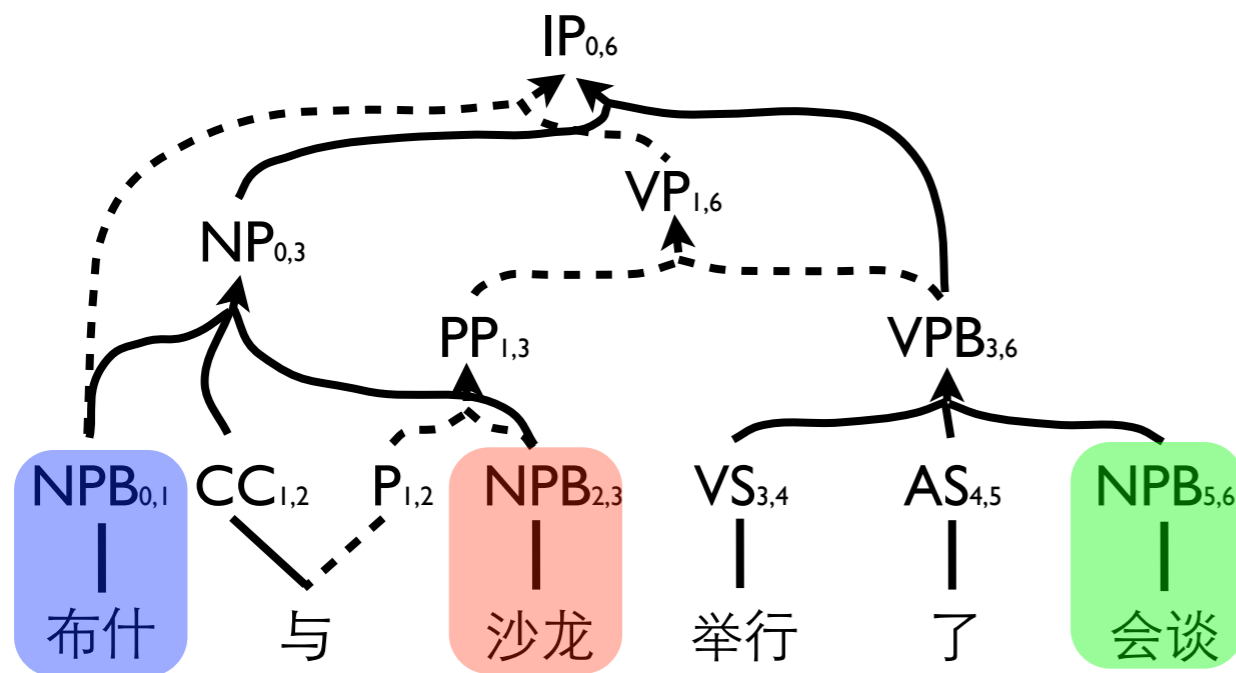 IP0,6
VP1,6
NP0,3
PP1,3 VPB3,6
NPB0,1 CC1,2 P1,2 NPB2,3 VS3,4 AS4,5 NPB5,6
布什 与 沙龙 举行 了 会谈